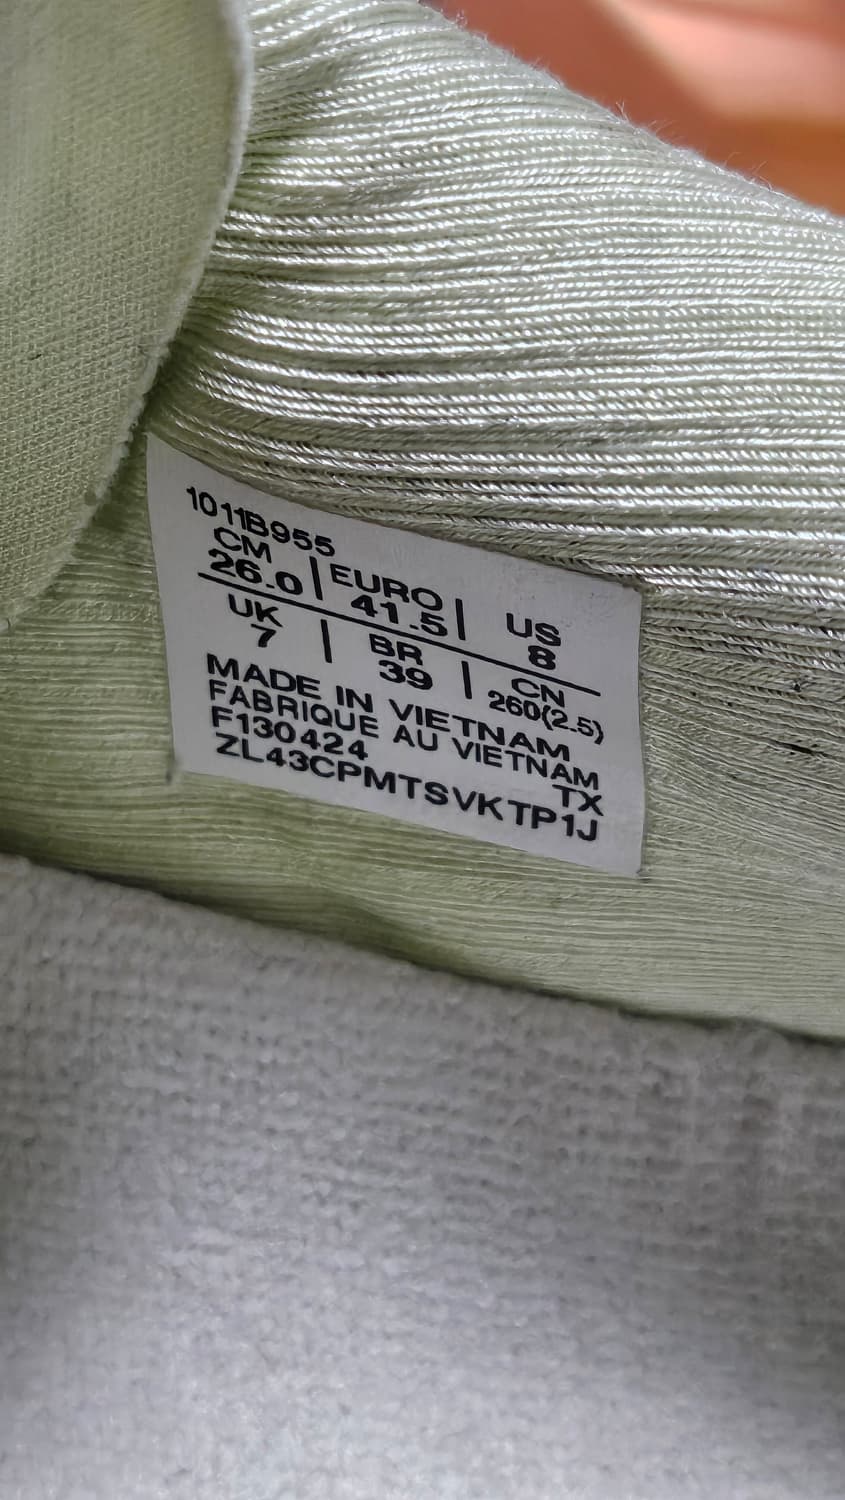 1011B955
CM EURO US
26.0 41.5 8
UK BR CN
7 39 260(2.5)
MADE IN VIETNAM
FABRIQUE AU VIETNAM
F130424 TX
ZL43CPMTSVKTP1J